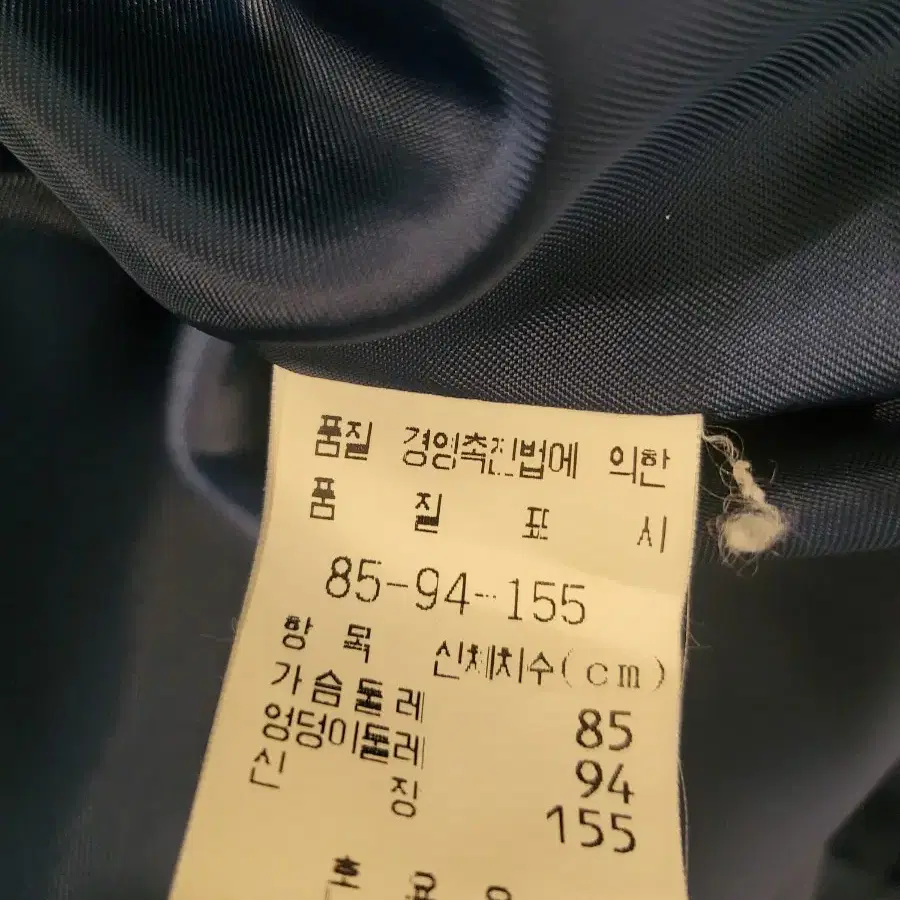 품질 경영촉진법에 의한
품 질 표 시
85-94-155
항 목 신체치수(cm)
가슴둘레 85
엉덩이둘레 94
신 장 155